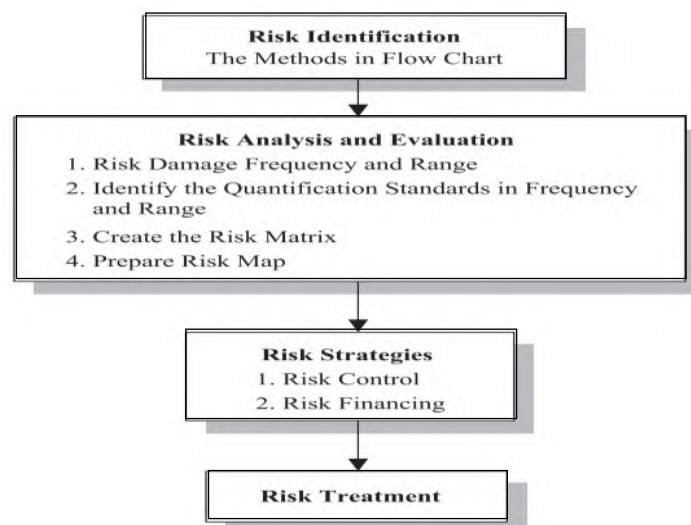 Risk Identification
The Methods in Flow Chart
Risk Analysis and Evaluation
1. Risk Damage Frequency and Range
2. Identify the Quantification Standards in Frequency
and Range
3. Create the Risk Matrix
4. Prepare Risk Map
Risk Strategies
1. Risk Control
2. Risk Financing
Risk Treatment